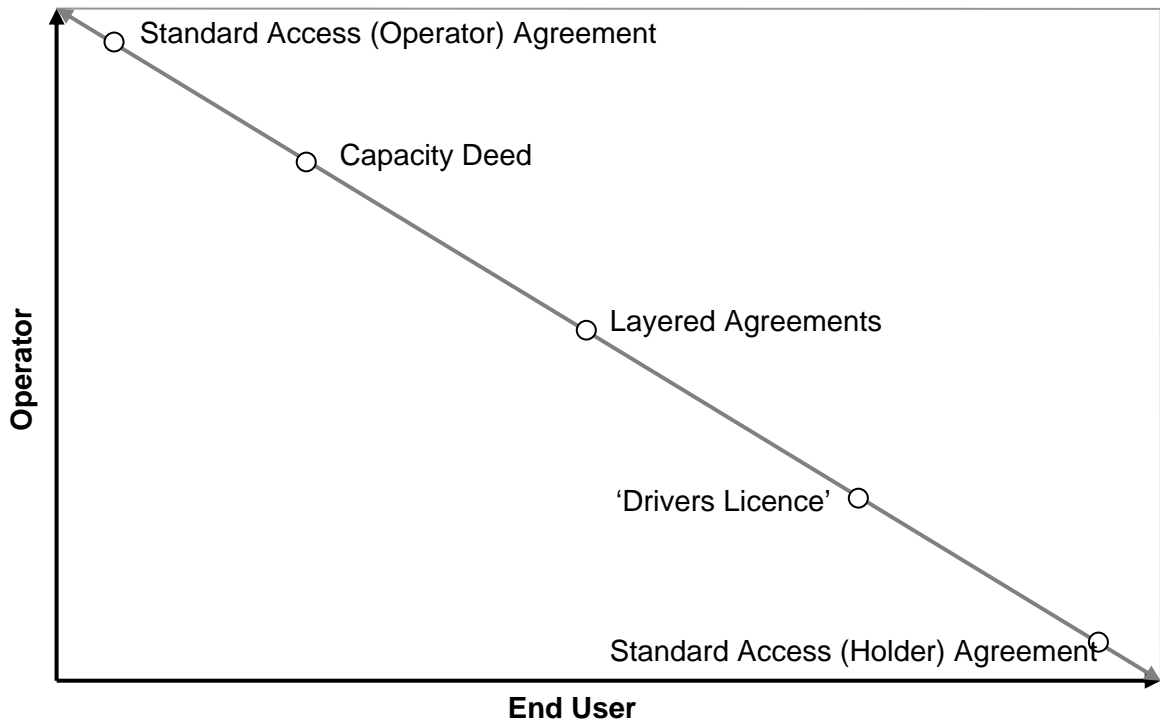 Standard Access (Operator) Agreement
Capacity Deed
Layered Agreements
Operator
‘Drivers Licence’
Standard Access (Holder) Agreement
End User